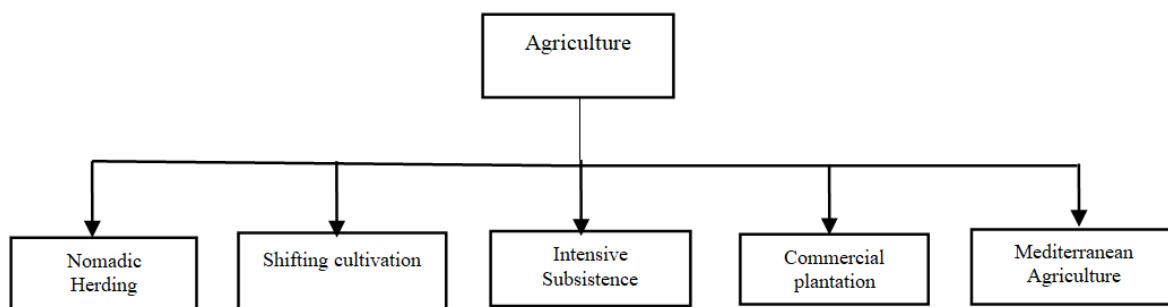 Agriculture
Nomadic
Herding
Shifting cultivation
Intensive
Subsistence
Commercial
plantation
Mediterranean
Agriculture